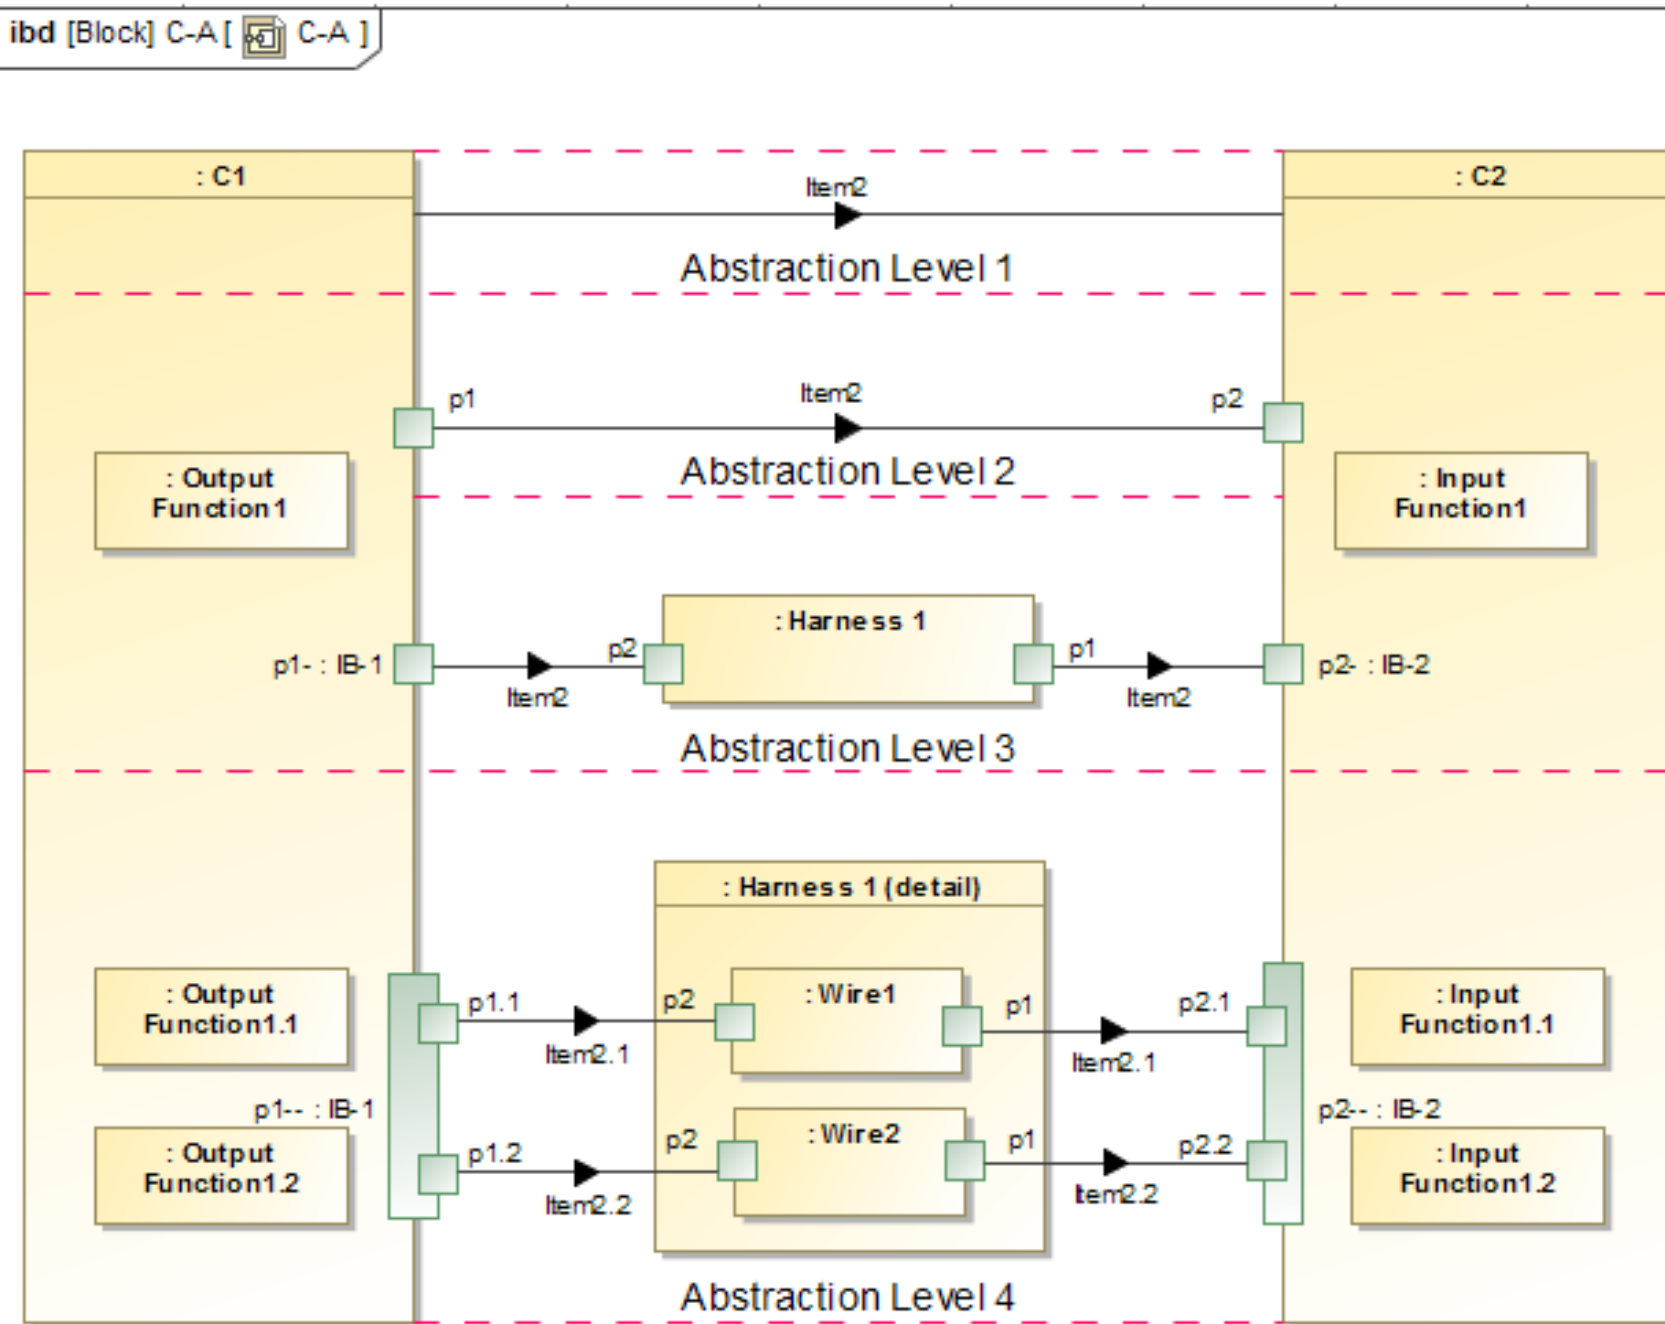 ibd [Block] C-A [ C-A ]
: C1
: C2
Item2
Abstraction Level 1
p1
Item2
p2
Abstraction Level 2
: Output
Function1
: Input
Function1
: Harness 1
p1- : IB-1
p2
p1
p2- : IB-2
Item2
Item2
Abstraction Level 3
: Harness 1 (detail)
: Output
Function1.1
p1.1
p2
: Wire1
p1
p2.1
: Input
Function1.1
Item2.1
Item2.1
p1-- : IB-1
p2-- : IB-2
: Output
Function1.2
p1.2
p2
: Wire2
p1
p2.2
: Input
Function1.2
Item2.2
Item2.2
Abstraction Level 4